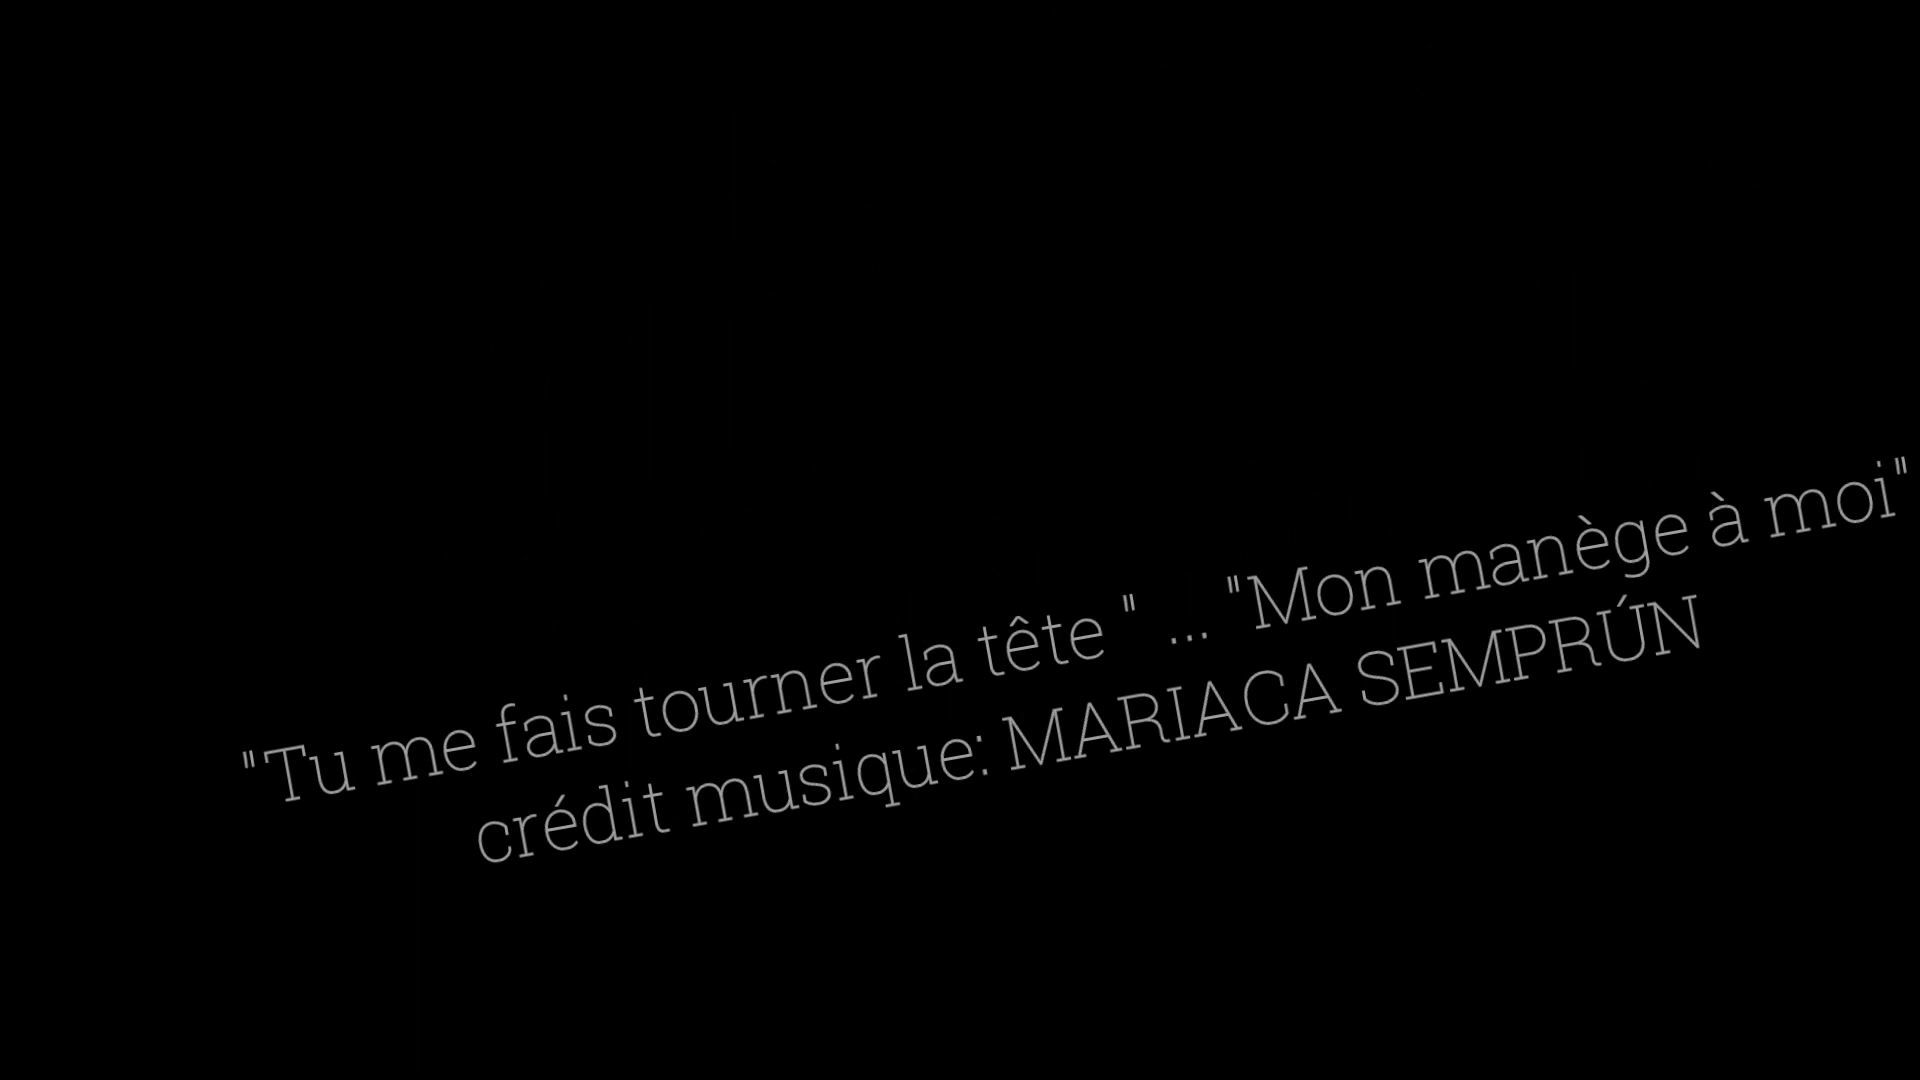 "Tu me fais tourner la tête " ... "Mon manège à moi"
crédit musique: MARIACA SEMPRÚN